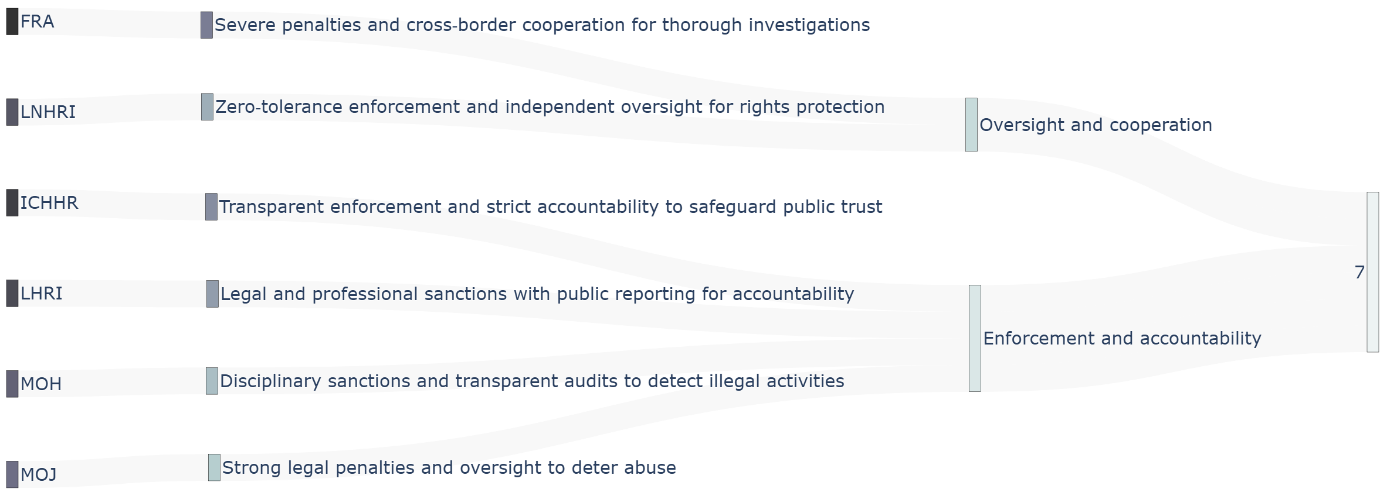 FRA
Severe penalties and cross-border cooperation for thorough investigations
LNHRI
Zero-tolerance enforcement and independent oversight for rights protection
Oversight and cooperation
ICHHR
Transparent enforcement and strict accountability to safeguard public trust
7
LHRI
Legal and professional sanctions with public reporting for accountability
Enforcement and accountability
MOH
Disciplinary sanctions and transparent audits to detect illegal activities
MOJ
Strong legal penalties and oversight to deter abuse